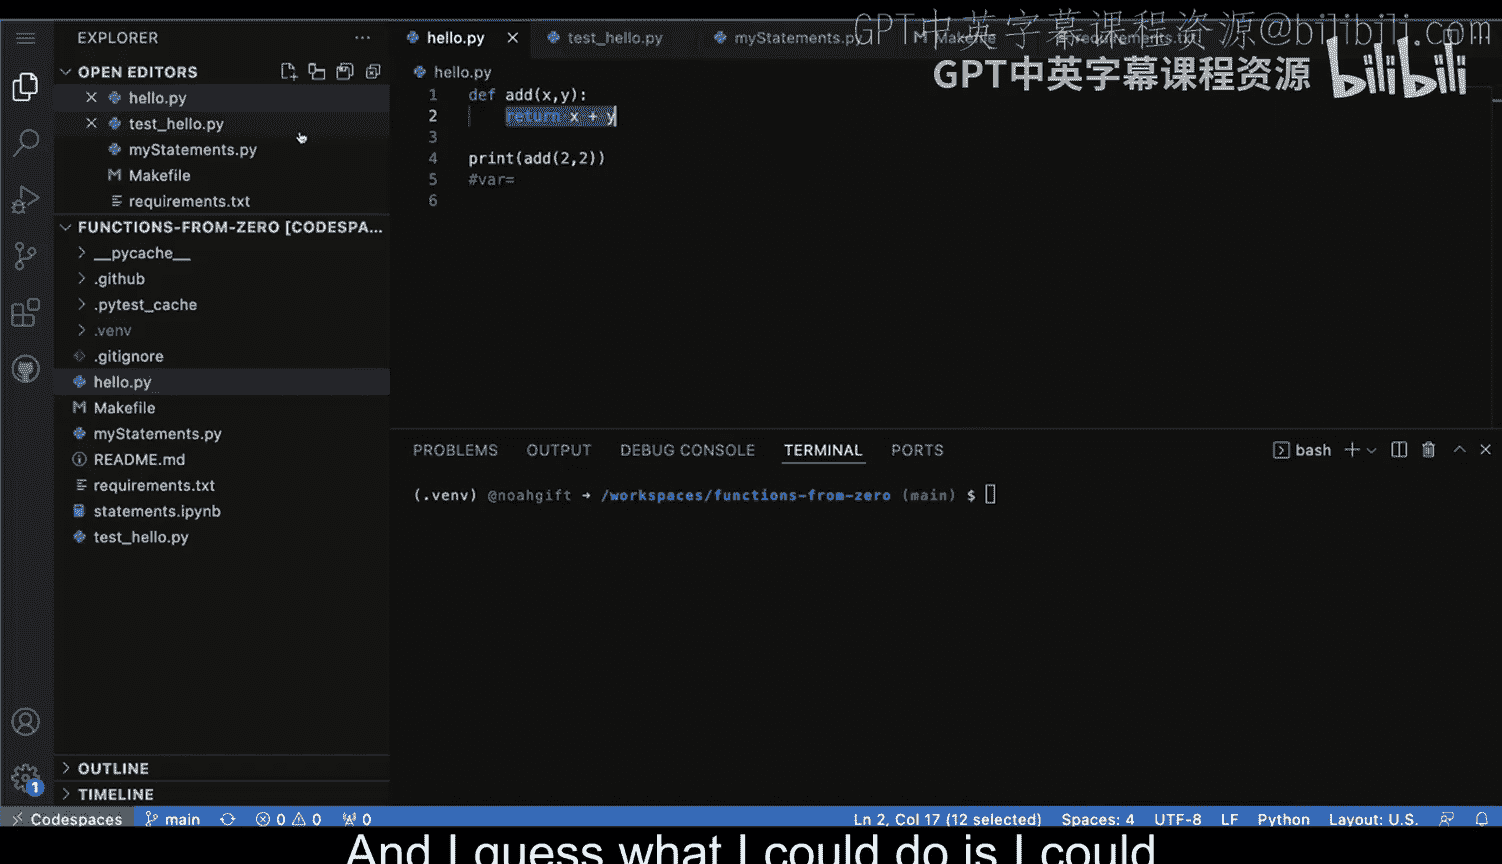 GPT中英字幕课程资源@bilibili.com
GPT中英字幕课程资源 bilibili
EXPLORER
OPEN EDITORS
hello.py
test_hello.py
myStatements.py
Makefile
requirements.txt
FUNCTIONS-FROM-ZERO [CODESPA...
__pycache__
.github
.pytest_cache
.venv
.gitignore
hello.py
Makefile
myStatements.py
README.md
requirements.txt
statements.ipynb
test_hello.py
OUTLINE
TIMELINE
hello.py test_hello.py myStatements.py Makefile requirements.txt
hello.py
1 def add(x,y):
2 return x + y
3
4 print(add(2,2))
5 #var=
6
PROBLEMS OUTPUT DEBUG CONSOLE TERMINAL PORTS bash
(.venv) @noahgift → /workspaces/functions-from-zero (main) $
1
Codespaces main 0 0 0 Ln 2, Col 17 (12 selected) Spaces: 4 UTF-8 LF Python Layout: U.S.
And I guess what I could do is I could